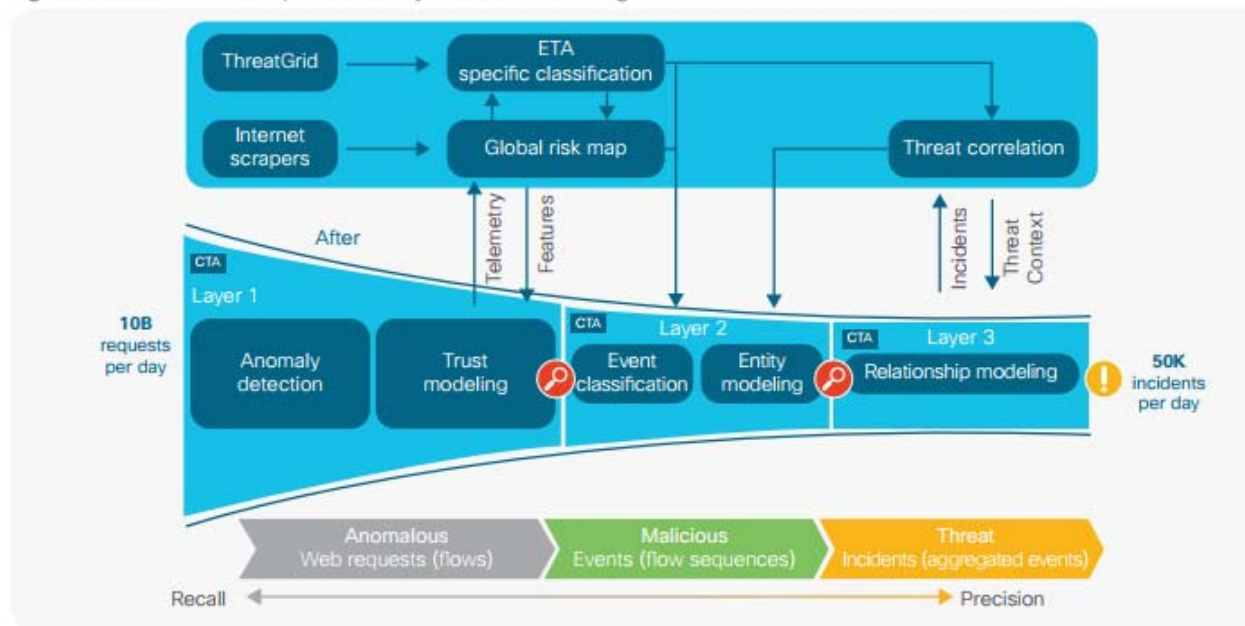 ThreatGrid
ETA
specific classification
Internet
scrapers
Global risk map
Threat correlation
After
Telemetry
Features
Incidents
Threat
Context
CTA
Layer 1
10B
requests
per day
Anomaly
detection
Trust
modeling
CTA
Layer 2
Event
classification
Entity
modeling
CTA
Layer 3
Relationship modeling
50K
incidents
per day
Anomalous
Web requests (flows)
Malicious
Events (flow sequences)
Threat
Incidents (aggregated events)
Recall
Precision